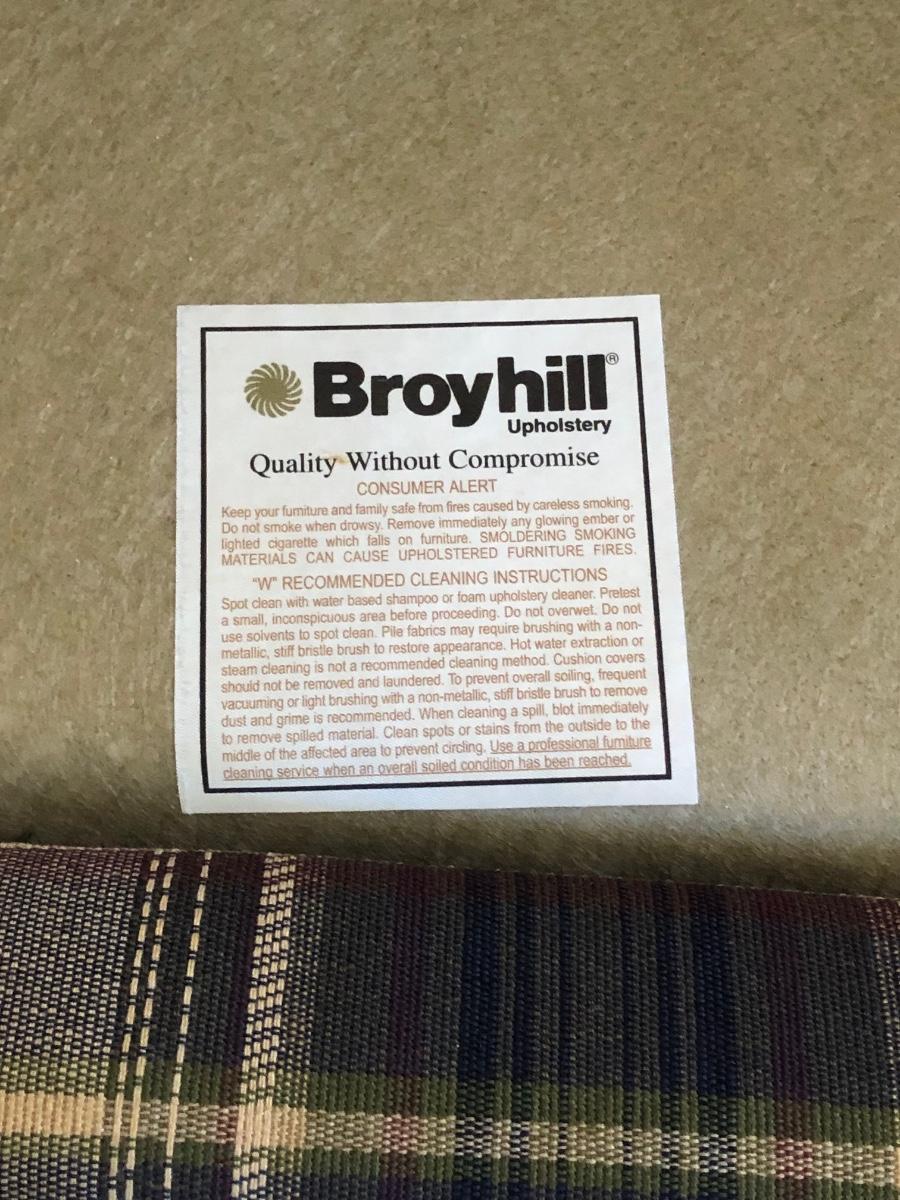 Broyhill®
Upholstery
Quality Without Compromise
CONSUMER ALERT
Keep your furniture and family safe from fires caused by careless smoking.
Do not smoke when drowsy. Remove immediately any glowing ember or
lighted cigarette which falls on furniture. SMOLDERING SMOKING
MATERIALS CAN CAUSE UPHOLSTERED FURNITURE FIRES.
"W" RECOMMENDED CLEANING INSTRUCTIONS
Spot clean with water based shampoo or foam upholstery cleaner. Pretest
a small, inconspicuous area before proceeding. Do not overwet. Do not
use solvents to spot clean. Pile fabrics may require brushing with a non-
metallic, stiff bristle brush to restore appearance. Hot water extraction or
steam cleaning is not a recommended cleaning method. Cushion covers
should not be removed and laundered. To prevent overall soiling, frequent
vacuuming or light brushing with a non-metallic, stiff bristle brush to remove
dust and grime is recommended. When cleaning a spill, blot immediately
to remove spilled material. Clean spots or stains from the outside to the
middle of the affected area to prevent circling. Use a professional furniture
cleaning service when an overall soiled condition has been reached.